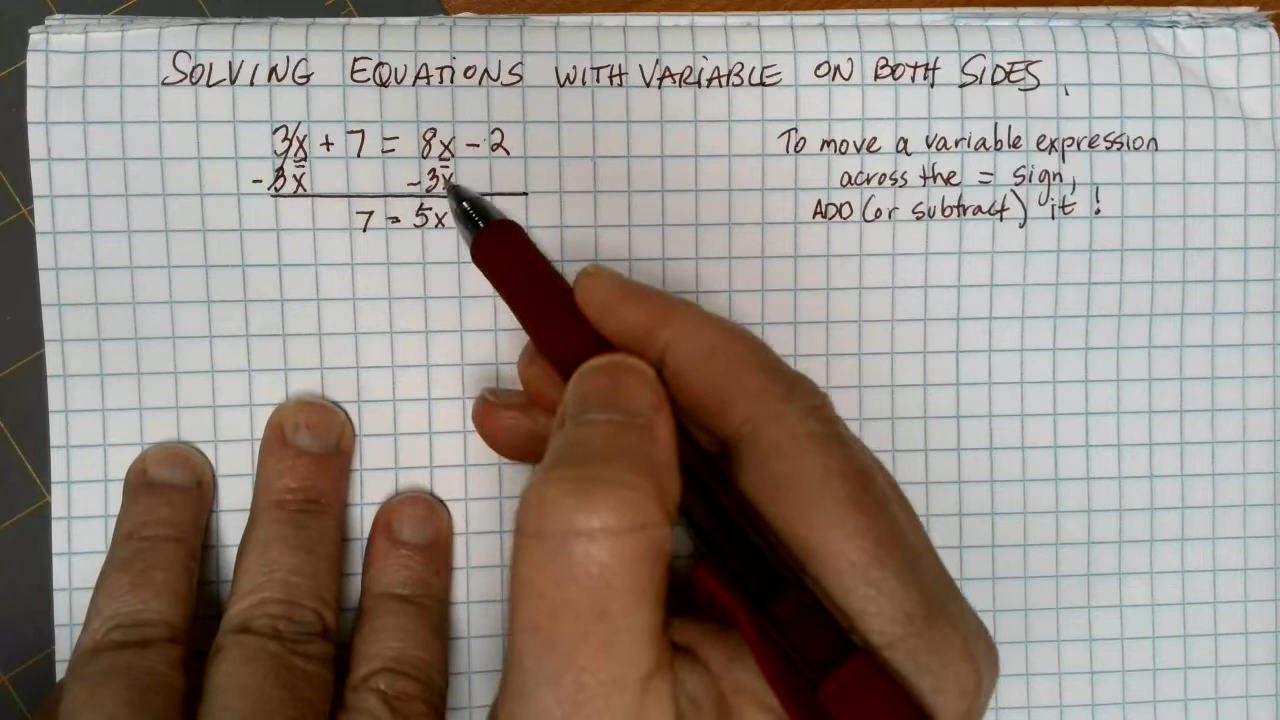 SOLVING EQUATIONS WITH VARIABLE ON BOTH SIDES.
3x + 7 = 8x - 2
-3x -3x
7 = 5x
To move a variable expression
across the = sign,
ADD (or subtract) it !